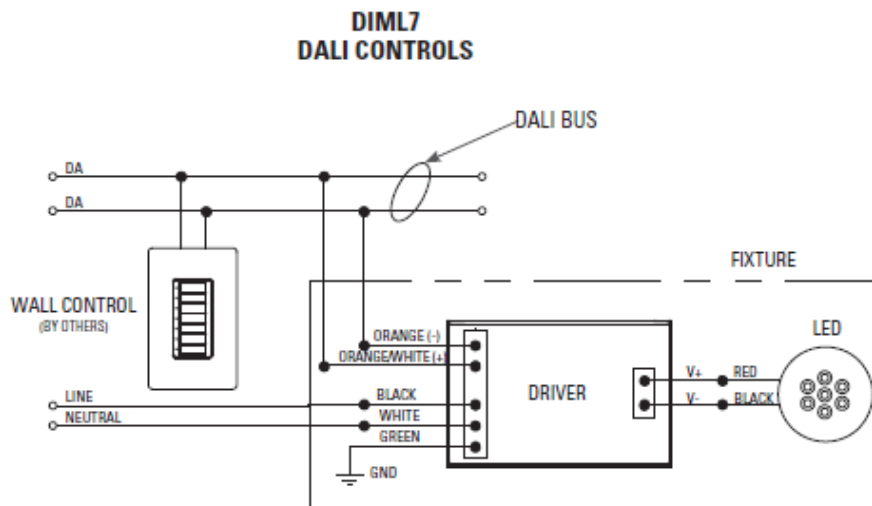 DIML7
DALI CONTROLS
DALI BUS
DA
DA
FIXTURE
WALL CONTROL
(BY OTHERS)
LED
ORANGE (-)
ORANGE/WHITE (+)
DRIVER
V+
RED
LINE
BLACK
V-
BLACK
NEUTRAL
WHITE
GREEN
GND